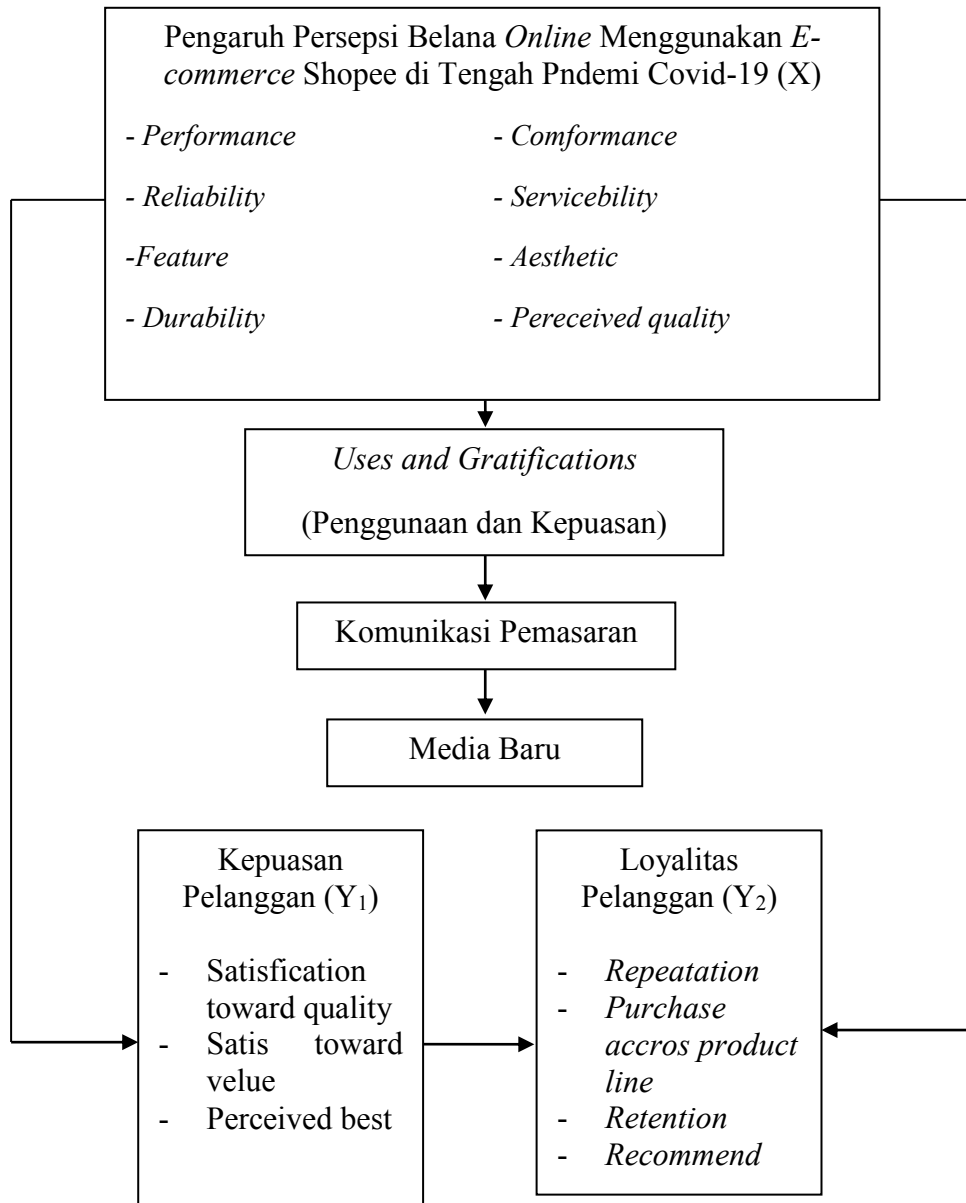 Pengaruh Persepsi Belana Online Menggunakan E-
commerce Shopee di Tengah Pndemi Covid-19 (X)
- Performance
- Comformance
- Reliability
- Servicebility
-Feature
- Aesthetic
- Durability
- Pereceived quality
Uses and Gratifications
(Penggunaan dan Kepuasan)
Komunikasi Pemasaran
Media Baru
Kepuasan
Pelanggan (Y₁)
- Satisfication
toward quality
- Satis toward
velue
- Perceived best
Loyalitas
Pelanggan (Y₂)
- Repeatation
- Purchase
accros product
line
- Retention
- Recommend